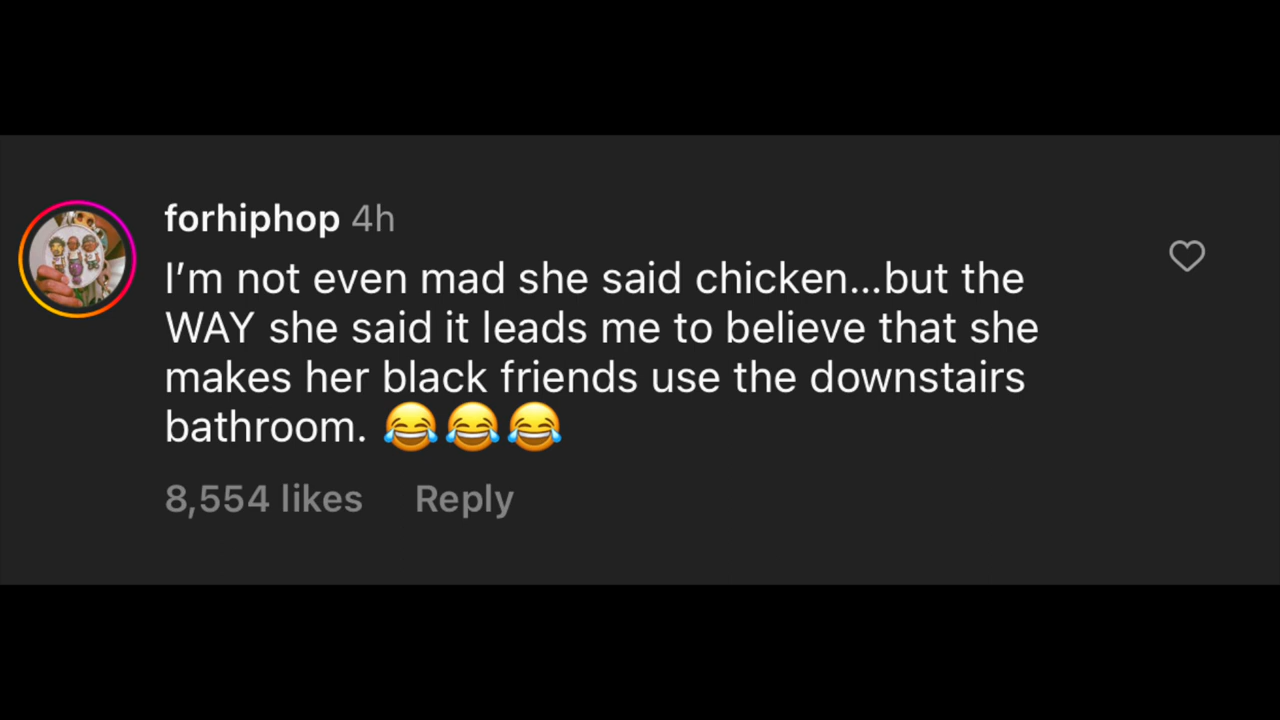 forhiphop 4h
I’m not even mad she said chicken...but the
WAY she said it leads me to believe that she
makes her black friends use the downstairs
bathroom. 😂😂😂
8,554 likes Reply